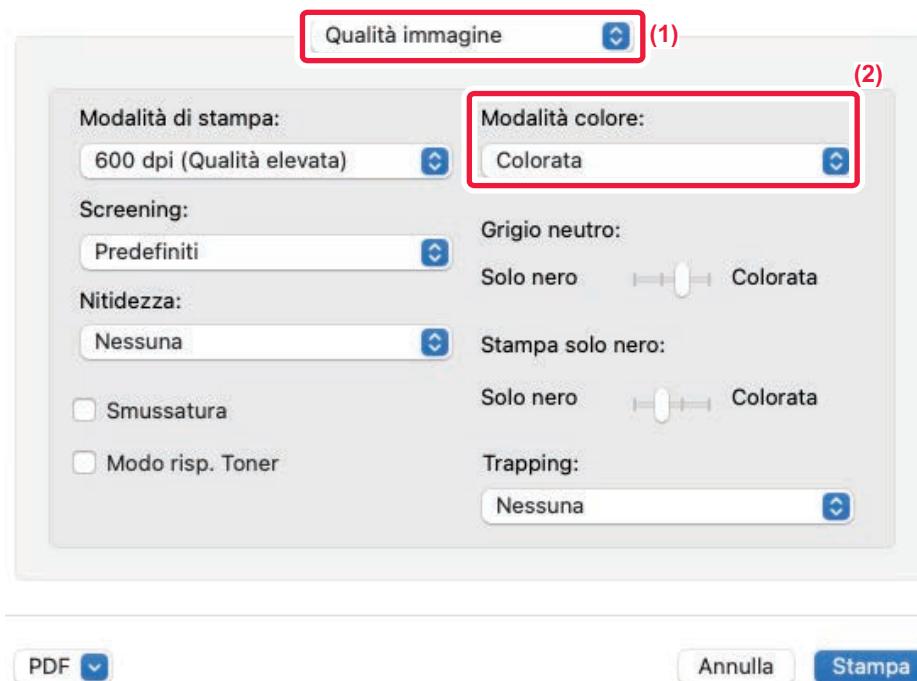 Qualità immagine
(1)
(2)
Modalità di stampa:
600 dpi (Qualità elevata)
Screening:
Predefiniti
Nitidezza:
Nessuna
Smussatura
Modo risp. Toner
Modalità colore:
Colorata
Grigio neutro:
Solo nero Colorata
Stampa solo nero:
Solo nero Colorata
Trapping:
Nessuna
PDF
Annulla
Stampa